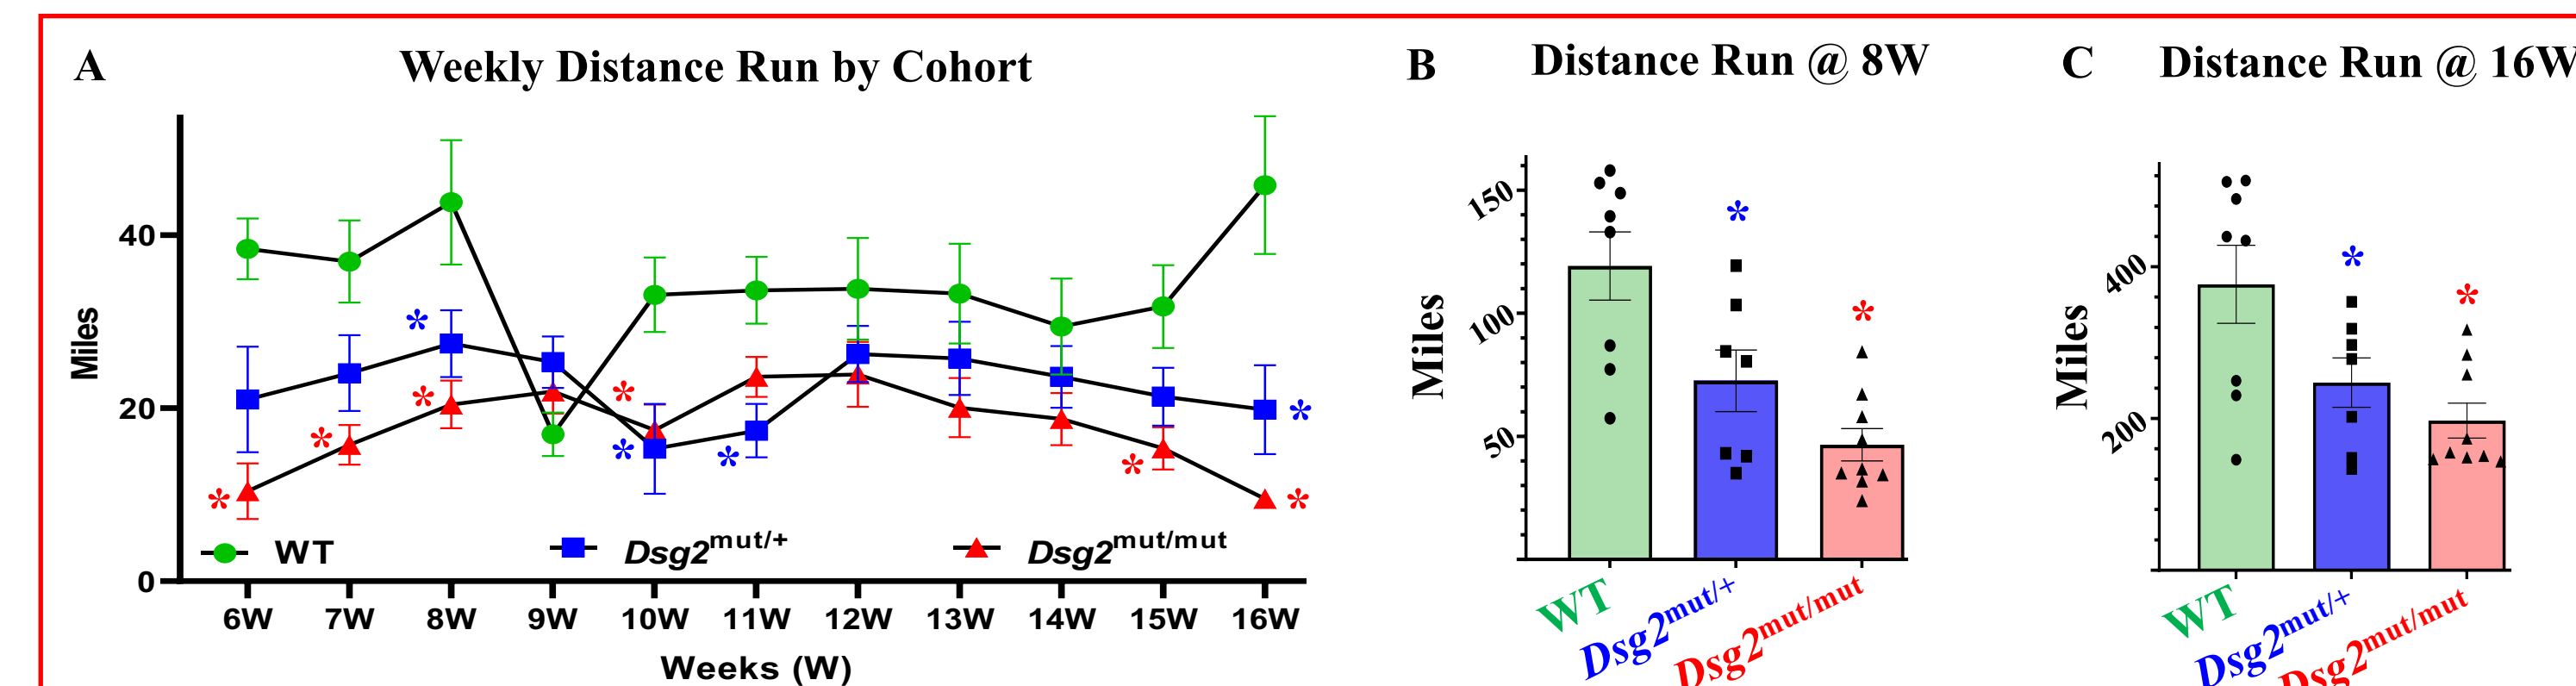 A
Weekly Distance Run by Cohort
Miles
40
20
0
*
*
*
*
*
*
*
*
*
*
*
WT
Dsg2mut/+
Dsg2mut/mut
6W 7W 8W 9W 10W 11W 12W 13W 14W 15W 16W
Weeks (W)
B
Distance Run @ 8W
Miles
150
100
50
*
*
WT
Dsg2mut/+
Dsg2mut/mut
C
Distance Run @ 16W
Miles
400
200
*
*
WT
Dsg2mut/+
Dsg2mut/mut